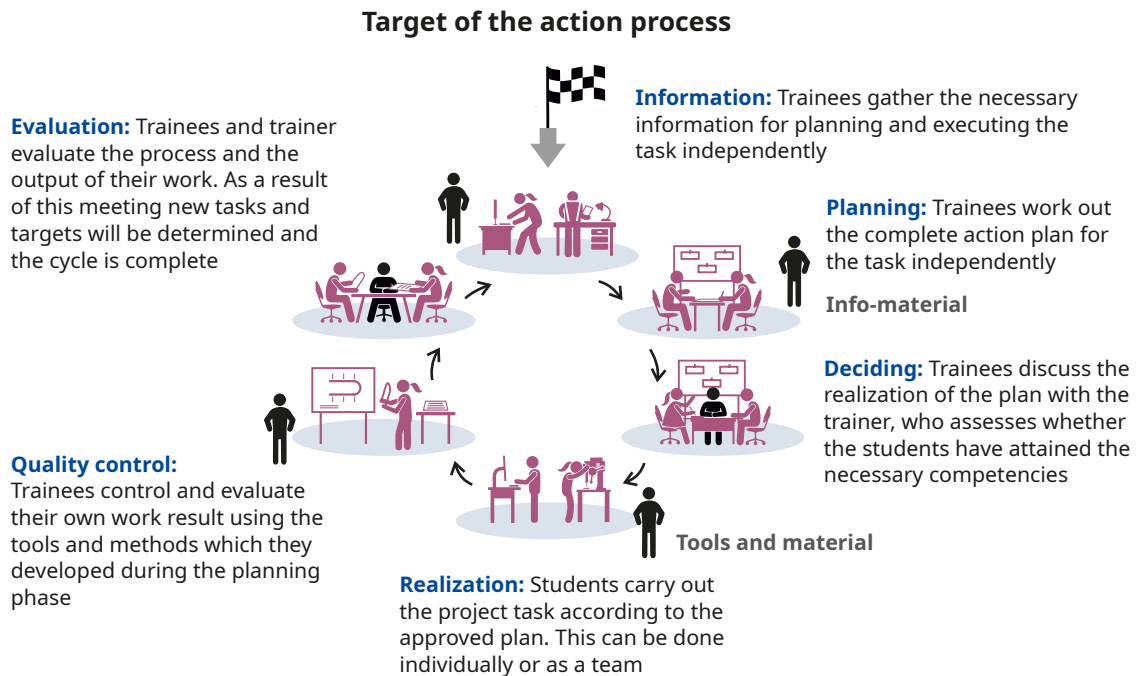 Target of the action process
Information: Trainees gather the necessary
information for planning and executing the
task independently
Planning: Trainees work out
the complete action plan for
the task independently
Info-material
Deciding: Trainees discuss the
realization of the plan with the
trainer, who assesses whether
the students have attained the
necessary competencies
Tools and material
Realization: Students carry out
the project task according to the
approved plan. This can be done
individually or as a team
Quality control:
Trainees control and evaluate
their own work result using the
tools and methods which they
developed during the planning
phase
Evaluation: Trainees and trainer
evaluate the process and the
output of their work. As a result
of this meeting new tasks and
targets will be determined and
the cycle is complete